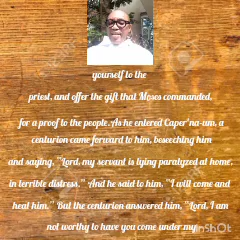 yourself to the
priest, and offer the gift that Moses commanded,
for a proof to the people.As he entered Caper′na-um, a
centurion came forward to him, beseeching him
and saying, "Lord, my servant is lying paralyzed at home,
in terrible distress." And he said to him, "I will come and
heal him." But the centurion answered him, "Lord, I am
not worthy to have you come under my